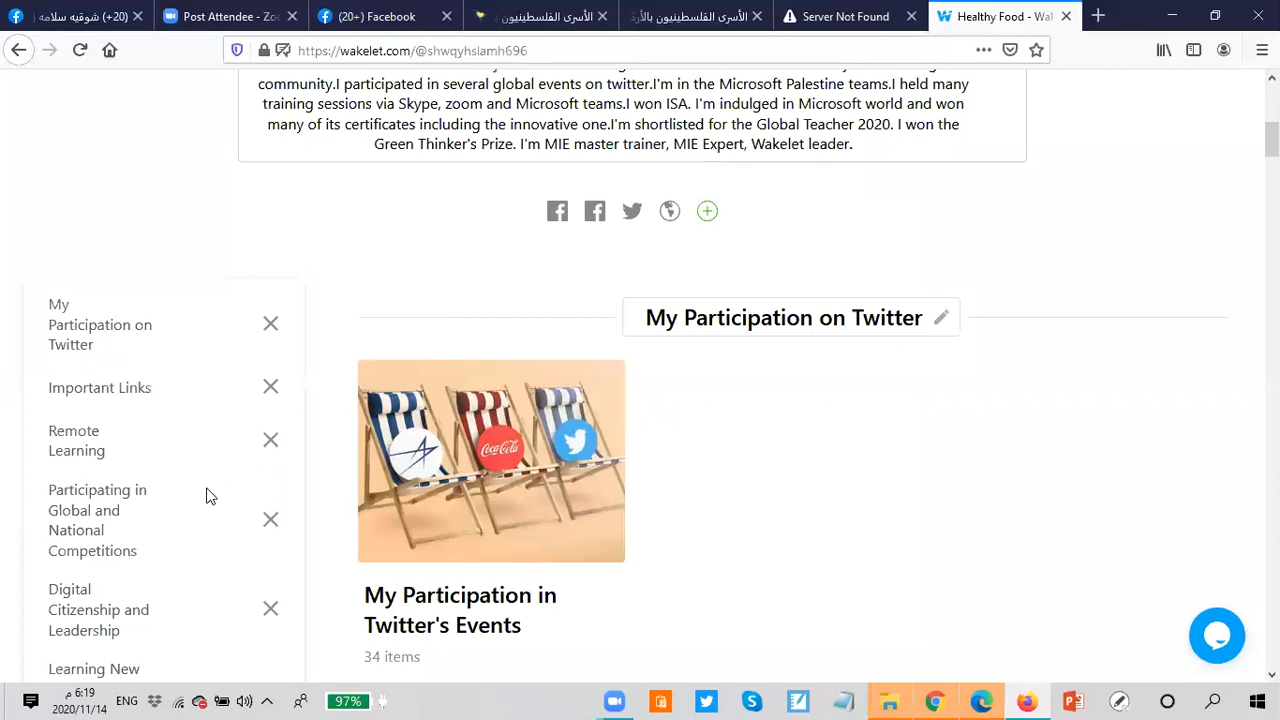 (20+) شوقيه سلامه
Post Attendee - Zoo
(20+) Facebook
الأسرى الفلسطينيون
الأسرى الفلسطينيون بالأرة
Server Not Found
Healthy Food - Wak
https://wakelet.com/@shwqyhslamh696
community.I participated in several global events on twitter.I'm in the Microsoft Palestine teams.I held many
training sessions via Skype, zoom and Microsoft teams.I won ISA. I'm indulged in Microsoft world and won
many of its certificates including the innovative one.I'm shortlisted for the Global Teacher 2020. I won the
Green Thinker's Prize. I'm MIE master trainer, MIE Expert, Wakelet leader.
My
Participation on
Twitter
Important Links
Remote
Learning
Participating in
Global and
National
Competitions
Digital
Citizenship and
Leadership
Learning New
My Participation on Twitter
Coca-Cola
My Participation in
Twitter's Events
34 items
6:19 م
2020/11/14
ENG
97%